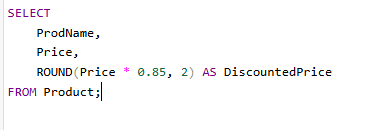 SELECT
    ProdName,
    Price,
    ROUND(Price * 0.85, 2) AS DiscountedPrice
FROM Product;